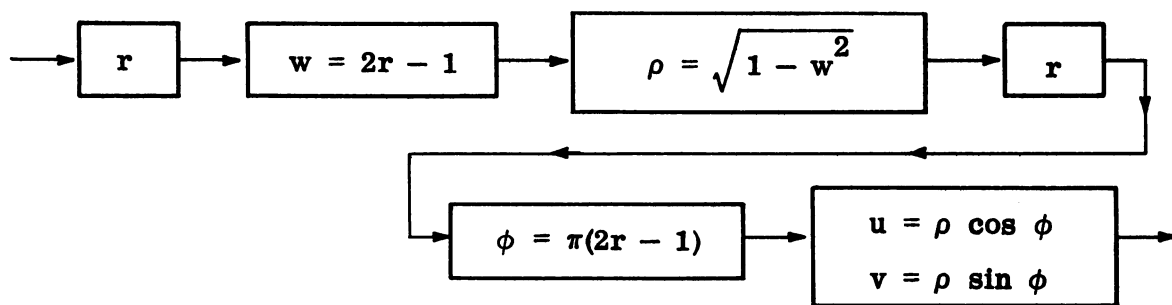 r
w = 2r − 1
ρ = √(1 − w²)
r
ϕ = π(2r − 1)
u = ρ cos ϕ
v = ρ sin ϕ